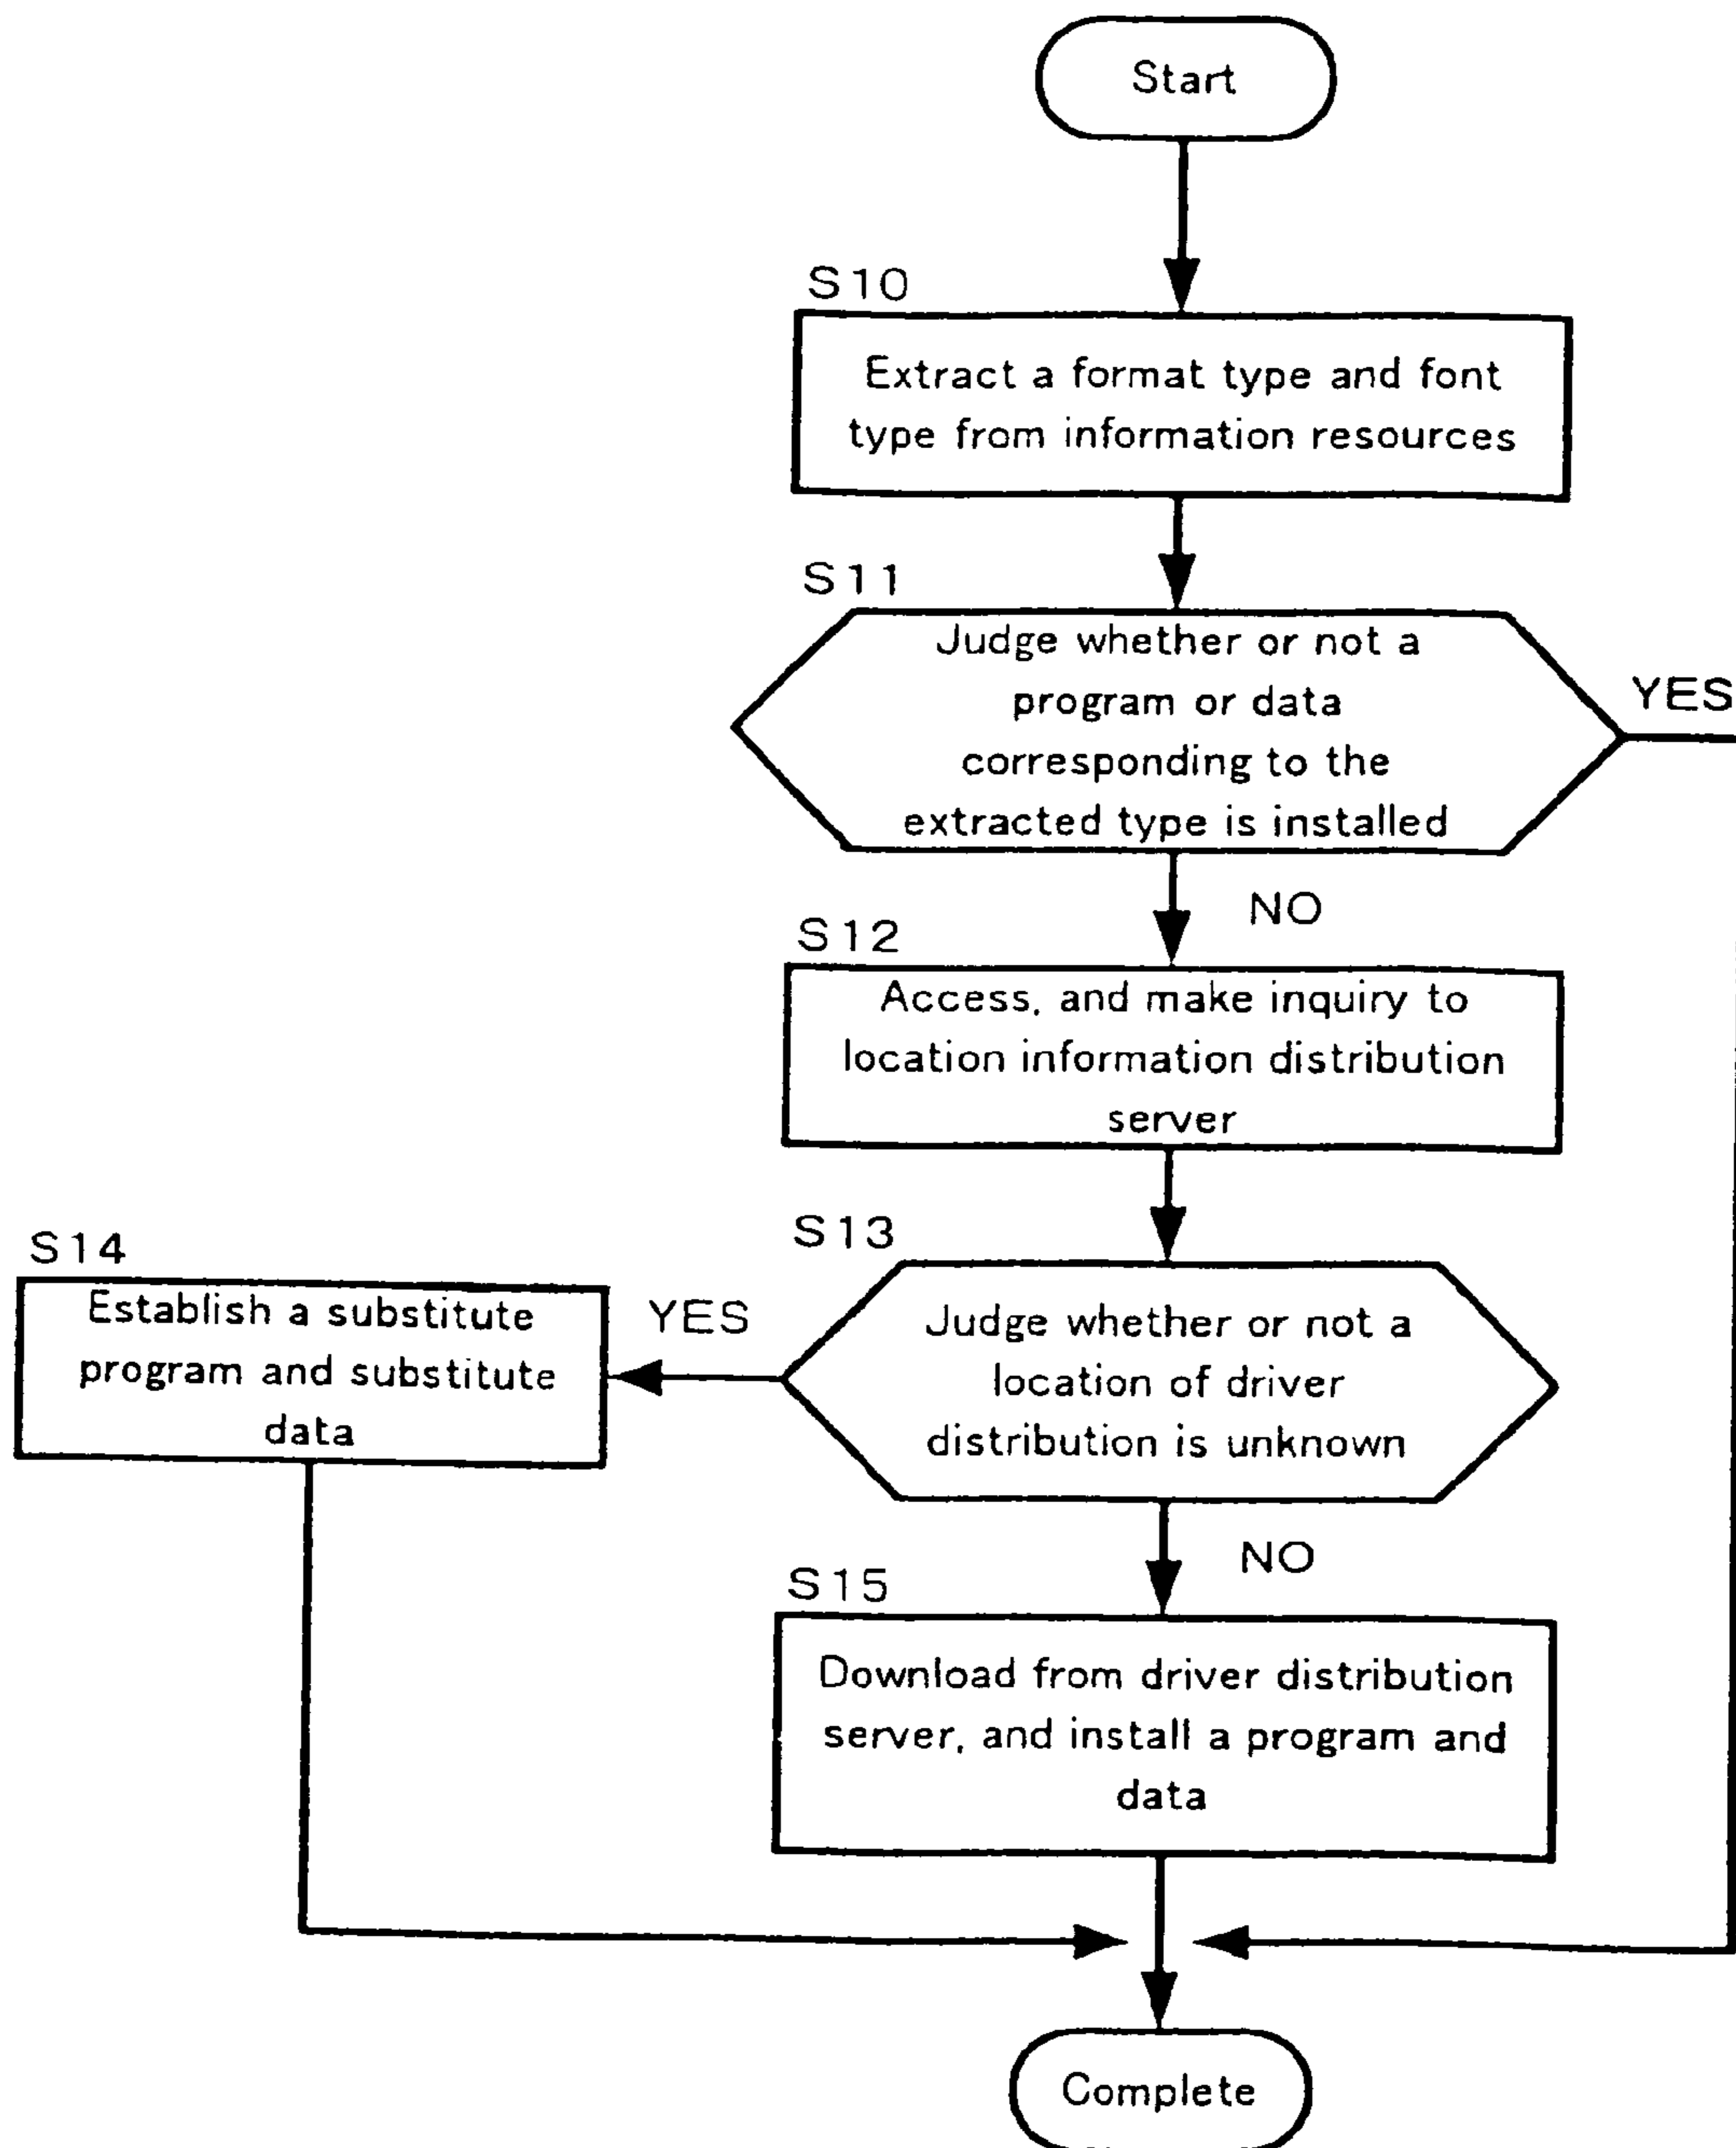 Start
S10
Extract a format type and font
type from information resources
S11
Judge whether or not a
program or data
corresponding to the
extracted type is installed
YES
NO
S12
Access, and make inquiry to
location information distribution
server
S13
Judge whether or not a
location of driver
distribution is unknown
YES
S14
Establish a substitute
program and substitute
data
NO
S15
Download from driver distribution
server, and install a program and
data
Complete